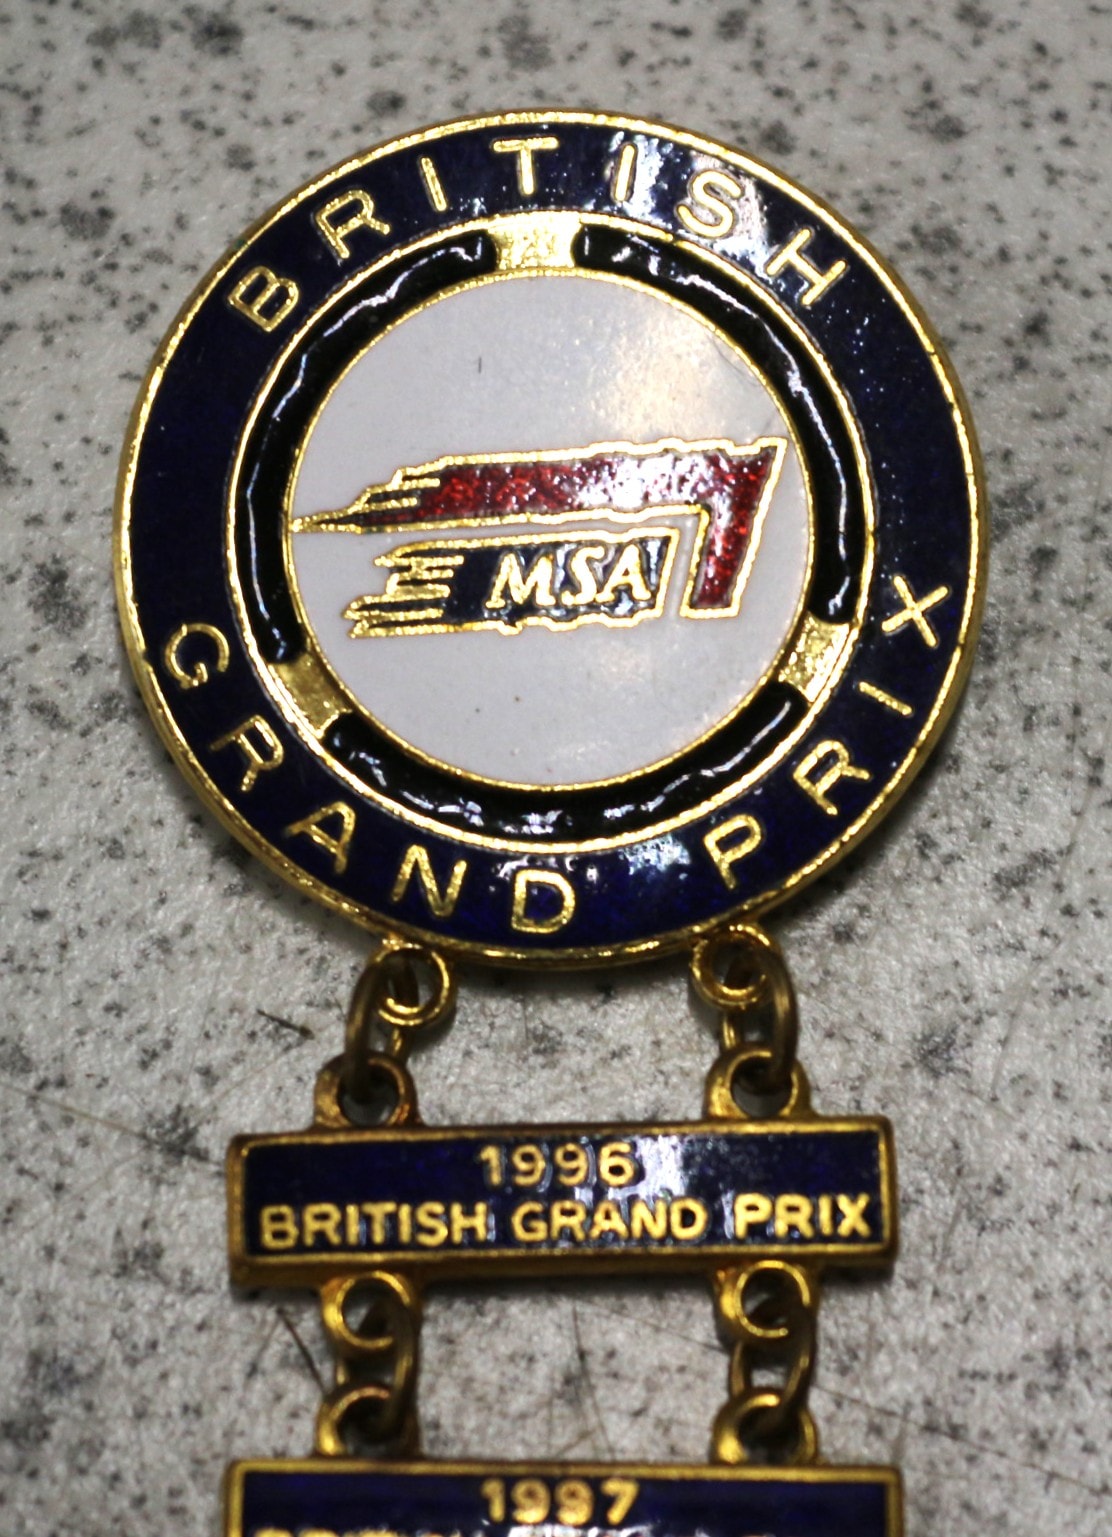 BRITISH
MSA
GRAND PRIX
1996
BRITISH GRAND PRIX
1997